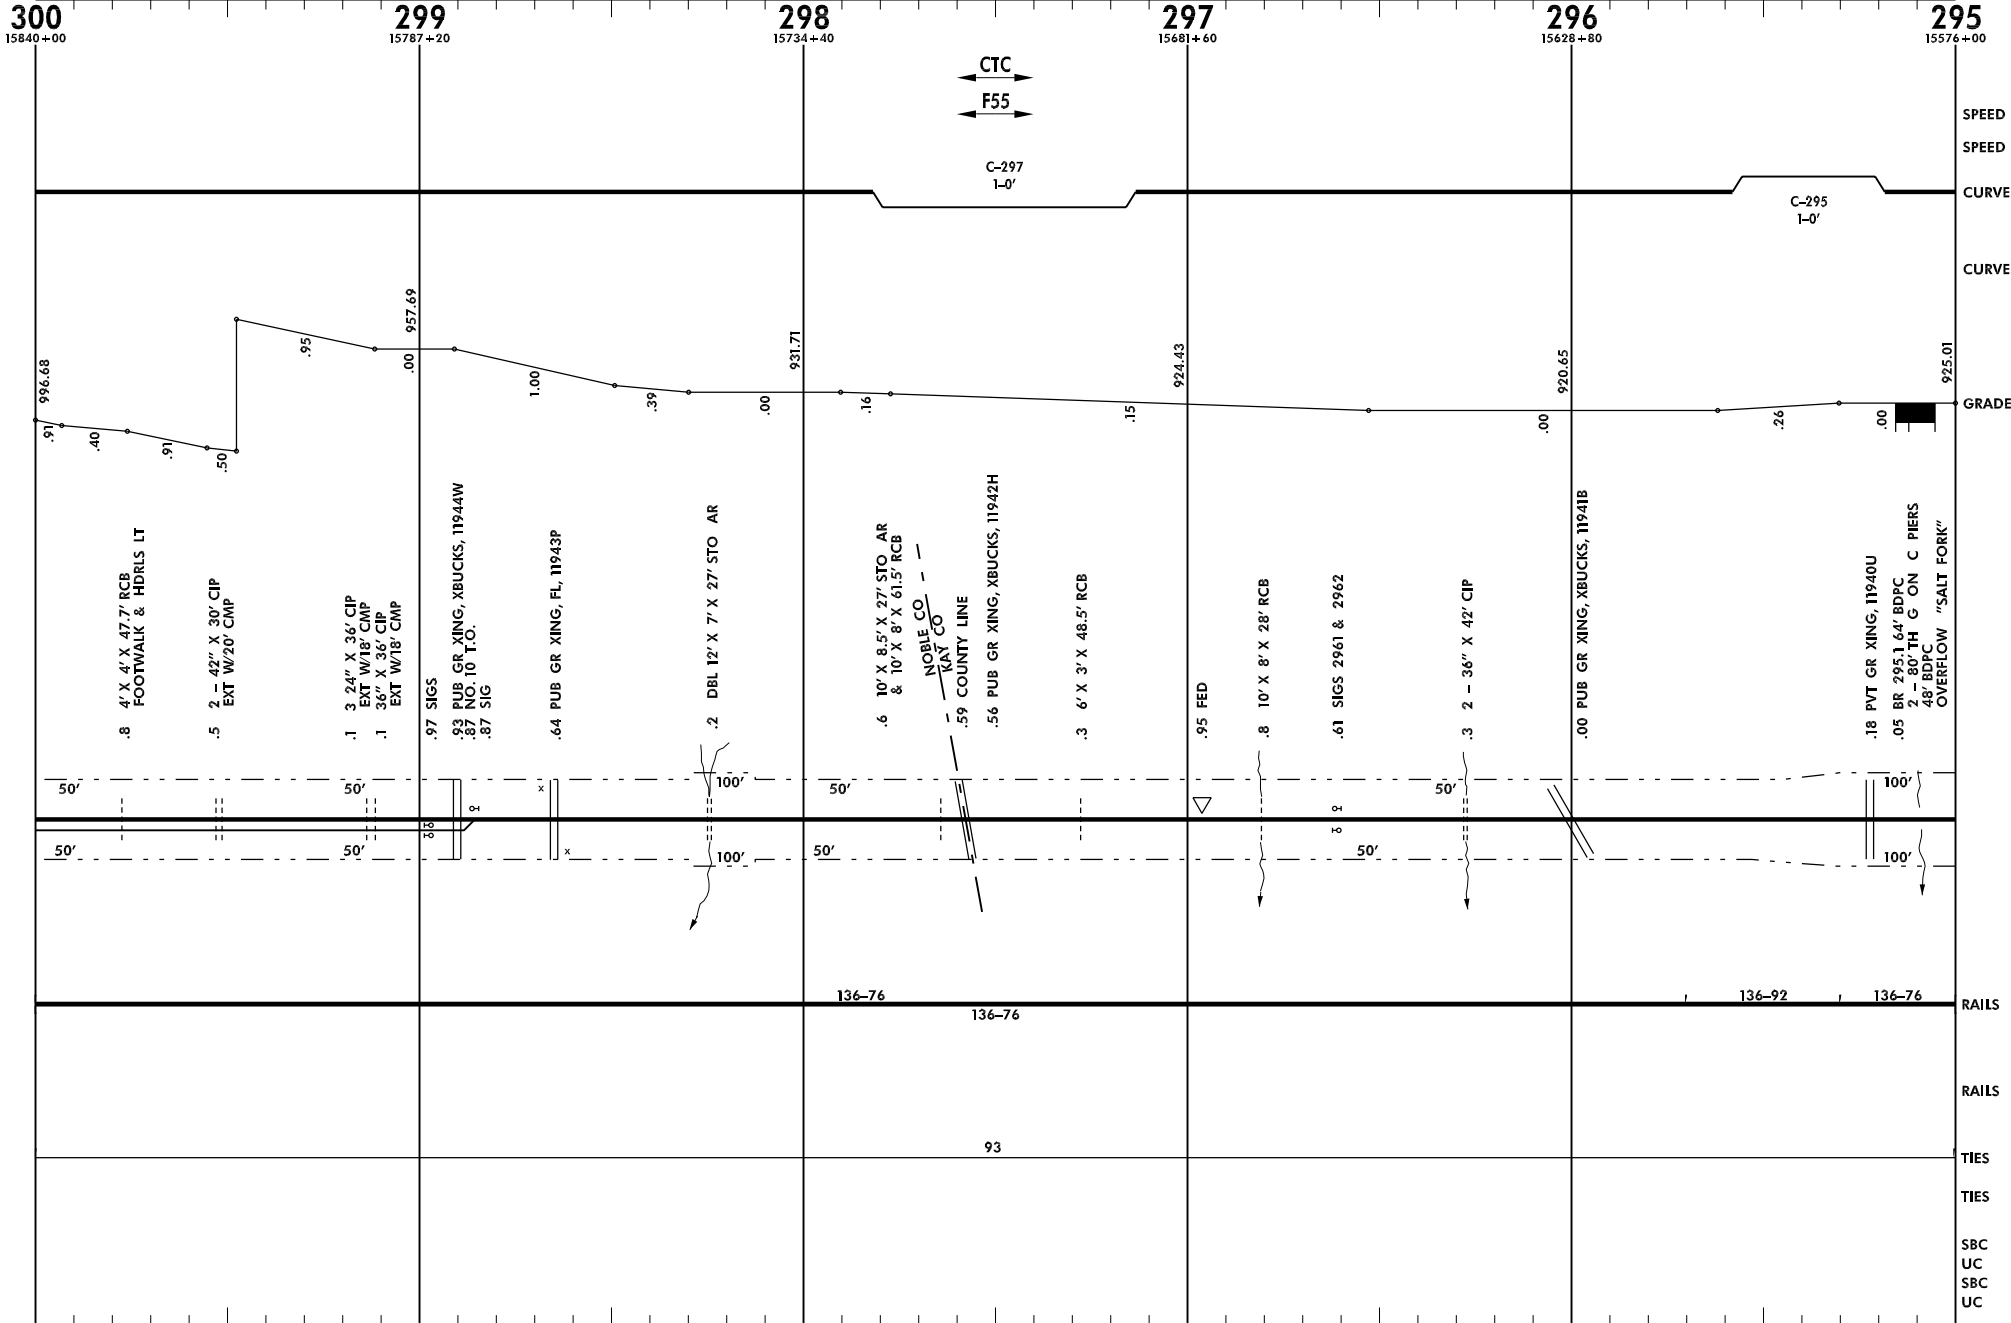 300 299 298 297 296 295
15840+00 15787+20 15734+40 15681+60 15628+80 15576+00
CTC
F55
SPEED
SPEED
C-297
1-0'
CURVE
C-295
1-0'
CURVE
996.68
957.69
931.71
924.43
920.65
925.01
GRADE
.91
.40
.91
.50
.95
.00
1.00
.39
.00
.16
.15
.00
.26
.00
.8 4' X 4' X 47.7' RCB
FOOTWALK & HDRLS LT
.5 2 - 42" X 30' CIP
EXT W/20' CMP
.1 3 24" X 36' CIP
EXT W/18' CMP
.1 36" X 36' CIP
EXT W/18' CMP
.97 SIGS
.93 PUB GR XING, XBUCKS, 11944W
.87 NO. 10 T.O.
.87 SIG
.64 PUB GR XING, FL, 11943P
.2 DBL 12' X 7' X 27' STO AR
.6 10' X 8.5' X 27' STO AR
& 10' X 8' X 61.5' RCB
NOBLE CO
KAY CO
.59 COUNTY LINE
.56 PUB GR XING, XBUCKS, 11942H
.3 6' X 3' X 48.5' RCB
.95 FED
.8 10' X 8' X 28' RCB
.61 SIGS 2961 & 2962
.3 2 - 36" X 42' CIP
.00 PUB GR XING, XBUCKS, 11941B
.18 PVT GR XING, 11940U
.05 BR 295.1 64' BDPC
2 - 80' TH G ON C PIERS
48' BDPC
OVERFLOW "SALT FORK"
50' 50' 100' 50' 50' 100'
x
50' 50' 100' 50' 50' 100'
x
136-76 136-92 136-76
RAILS
136-76
RAILS
93
TIES
TIES
SBC
UC
SBC
UC